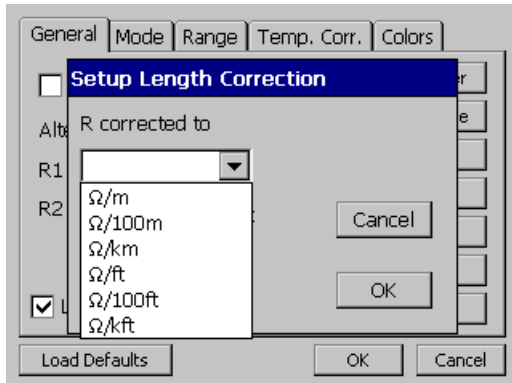 General Mode Range Temp. Corr. Colors
Setup Length Correction
R corrected to
R1
R2
Ω/m
Ω/100m
Ω/km
Ω/ft
Ω/100ft
Ω/kft
Cancel
OK
Load Defaults OK Cancel